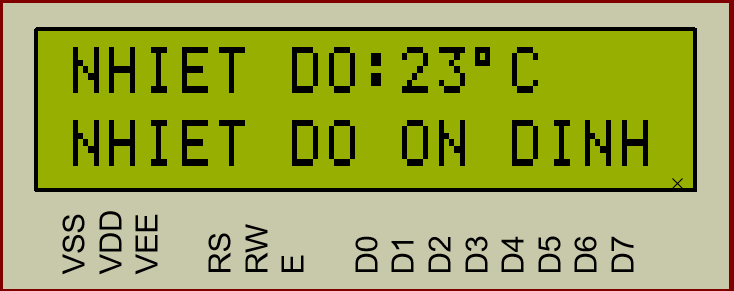 NHIET DO:23°C
NHIET DO ON DINH
VSS VDD VEE RS RW E D0 D1 D2 D3 D4 D5 D6 D7